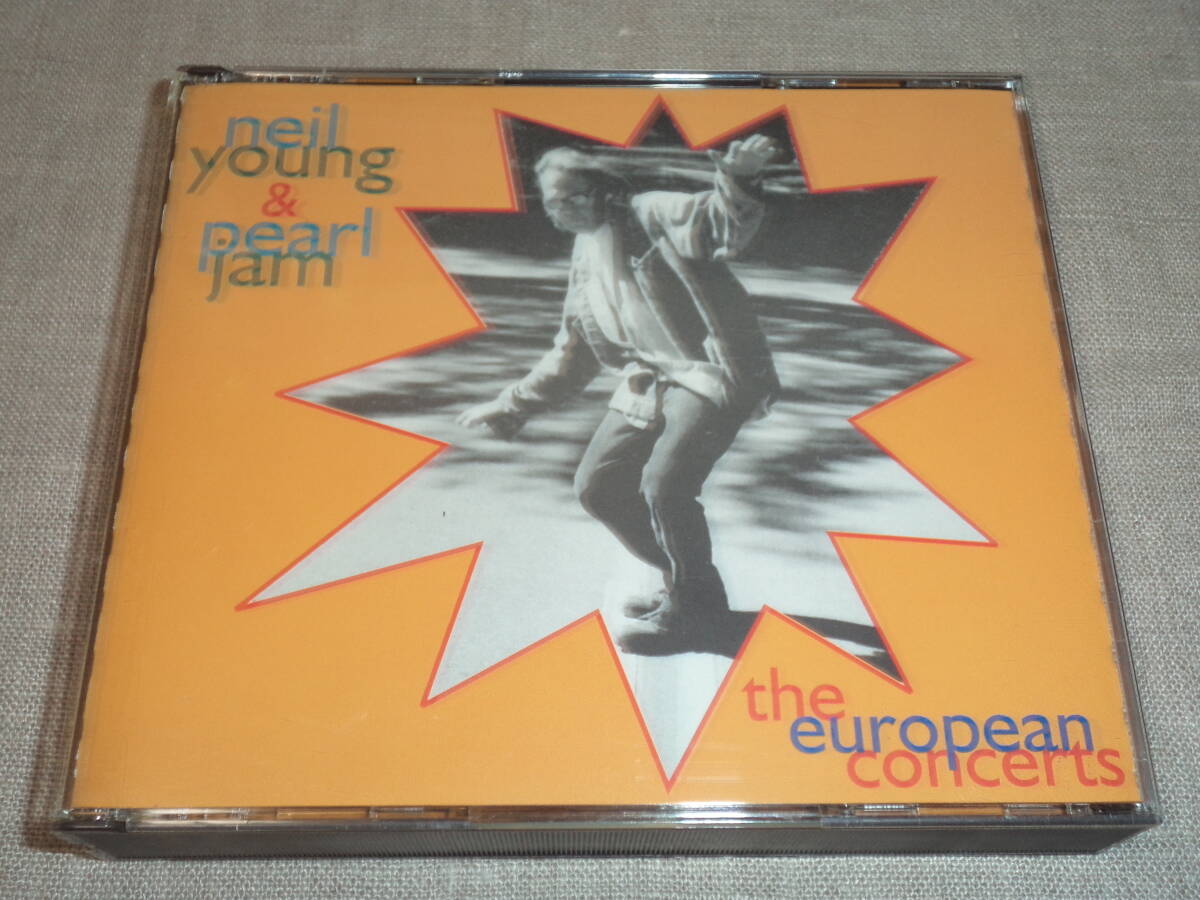 neil
young
&
pearl
jam
the
european
concerts